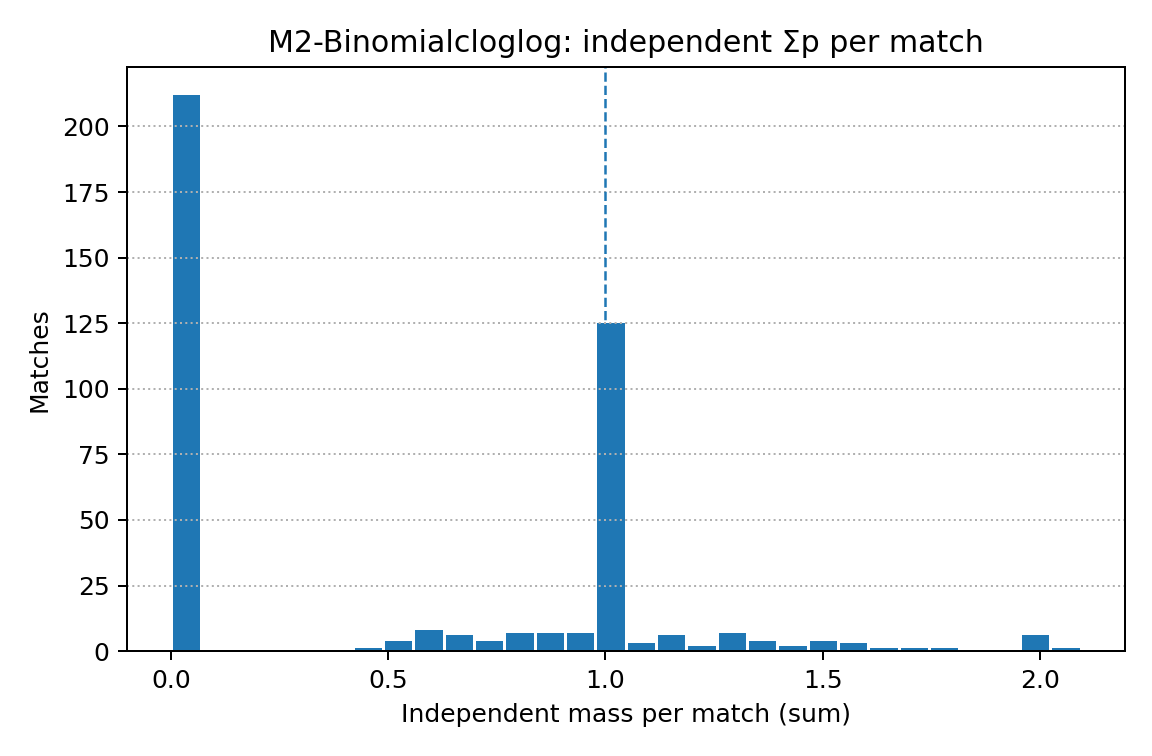 M2-Binomialcloglog: independent Σp per match
Matches
200
175
150
125
100
75
50
25
0
0.0 0.5 1.0 1.5 2.0
Independent mass per match (sum)